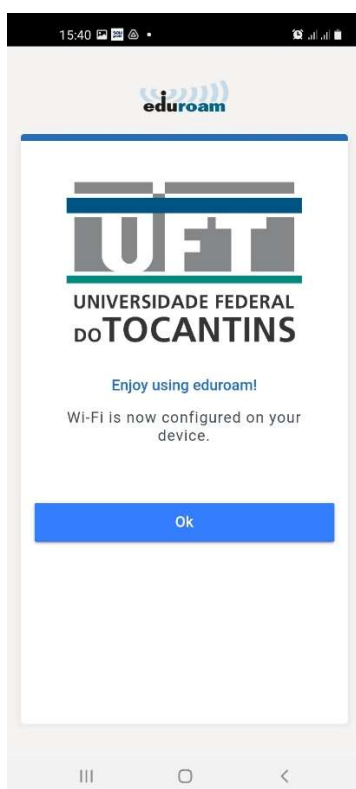 15:40
eduroam
UFT
UNIVERSIDADE FEDERAL
DO TOCANTINS
Enjoy using eduroam!
Wi-Fi is now configured on your
device.
Ok